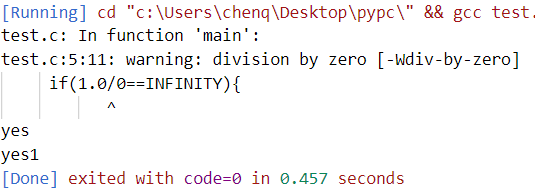 [Running] cd "c:\Users\chenq\Desktop\pypc\" && gcc test.
test.c: In function 'main':
test.c:5:11: warning: division by zero [-Wdiv-by-zero]
if(1.0/0==INFINITY){
^
yes
yes1
[Done] exited with code=0 in 0.457 seconds